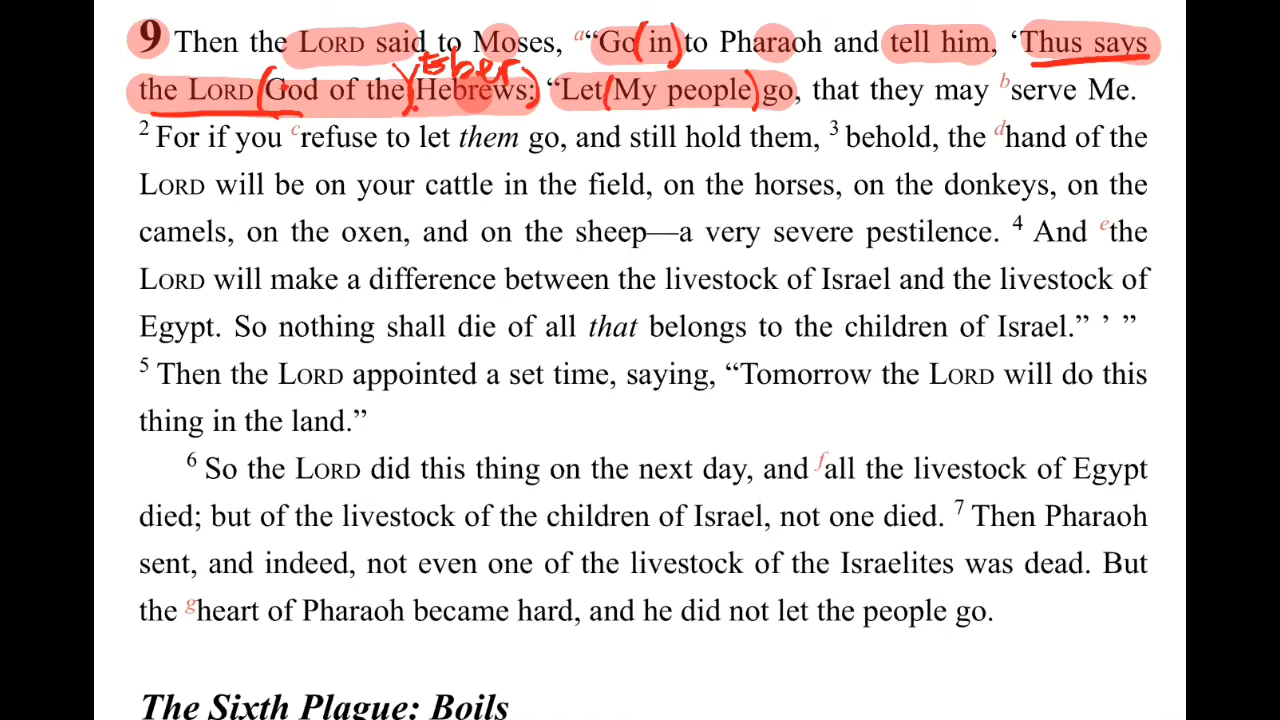 9 Then the LORD said to Moses, a“Go (in) to Pharaoh and tell him, ‘Thus says
Eber
the LORD (God of the Hebrews:) “Let (My people) go, that they may bserve Me.
2 For if you crefuse to let them go, and still hold them, 3 behold, the dhand of the
LORD will be on your cattle in the field, on the horses, on the donkeys, on the
camels, on the oxen, and on the sheep—a very severe pestilence. 4 And ethe
LORD will make a difference between the livestock of Israel and the livestock of
Egypt. So nothing shall die of all that belongs to the children of Israel.” ’ ”
5 Then the LORD appointed a set time, saying, “Tomorrow the LORD will do this
thing in the land.”
6 So the LORD did this thing on the next day, and fall the livestock of Egypt
died; but of the livestock of the children of Israel, not one died. 7 Then Pharaoh
sent, and indeed, not even one of the livestock of the Israelites was dead. But
the gheart of Pharaoh became hard, and he did not let the people go.
The Sixth Plague: Boils